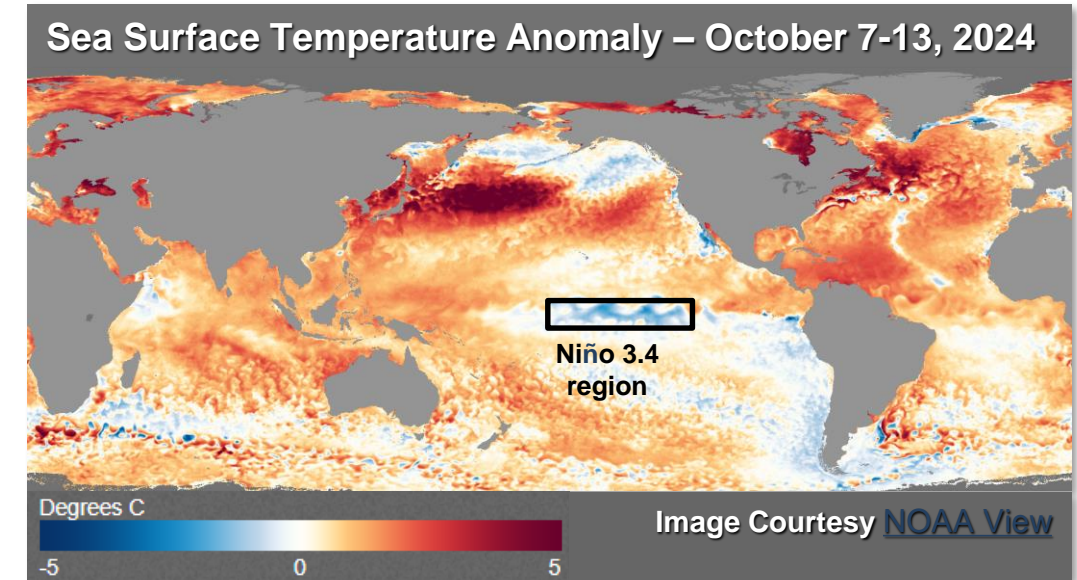 Sea Surface Temperature Anomaly – October 7-13, 2024
Niño 3.4
region
Degrees C
-5 0 5
Image Courtesy NOAA View